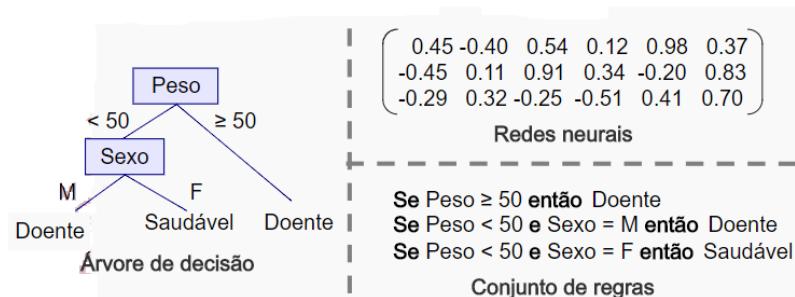 Peso
< 50
≥ 50
Sexo
M
F
Doente
Saudável
Doente
Árvore de decisão
0.45 -0.40 0.54 0.12 0.98 0.37
-0.45 0.11 0.91 0.34 -0.20 0.83
-0.29 0.32 -0.25 -0.51 0.41 0.70
Redes neurais
Se Peso ≥ 50 então Doente
Se Peso < 50 e Sexo = M então Doente
Se Peso < 50 e Sexo = F então Saudável
Conjunto de regras